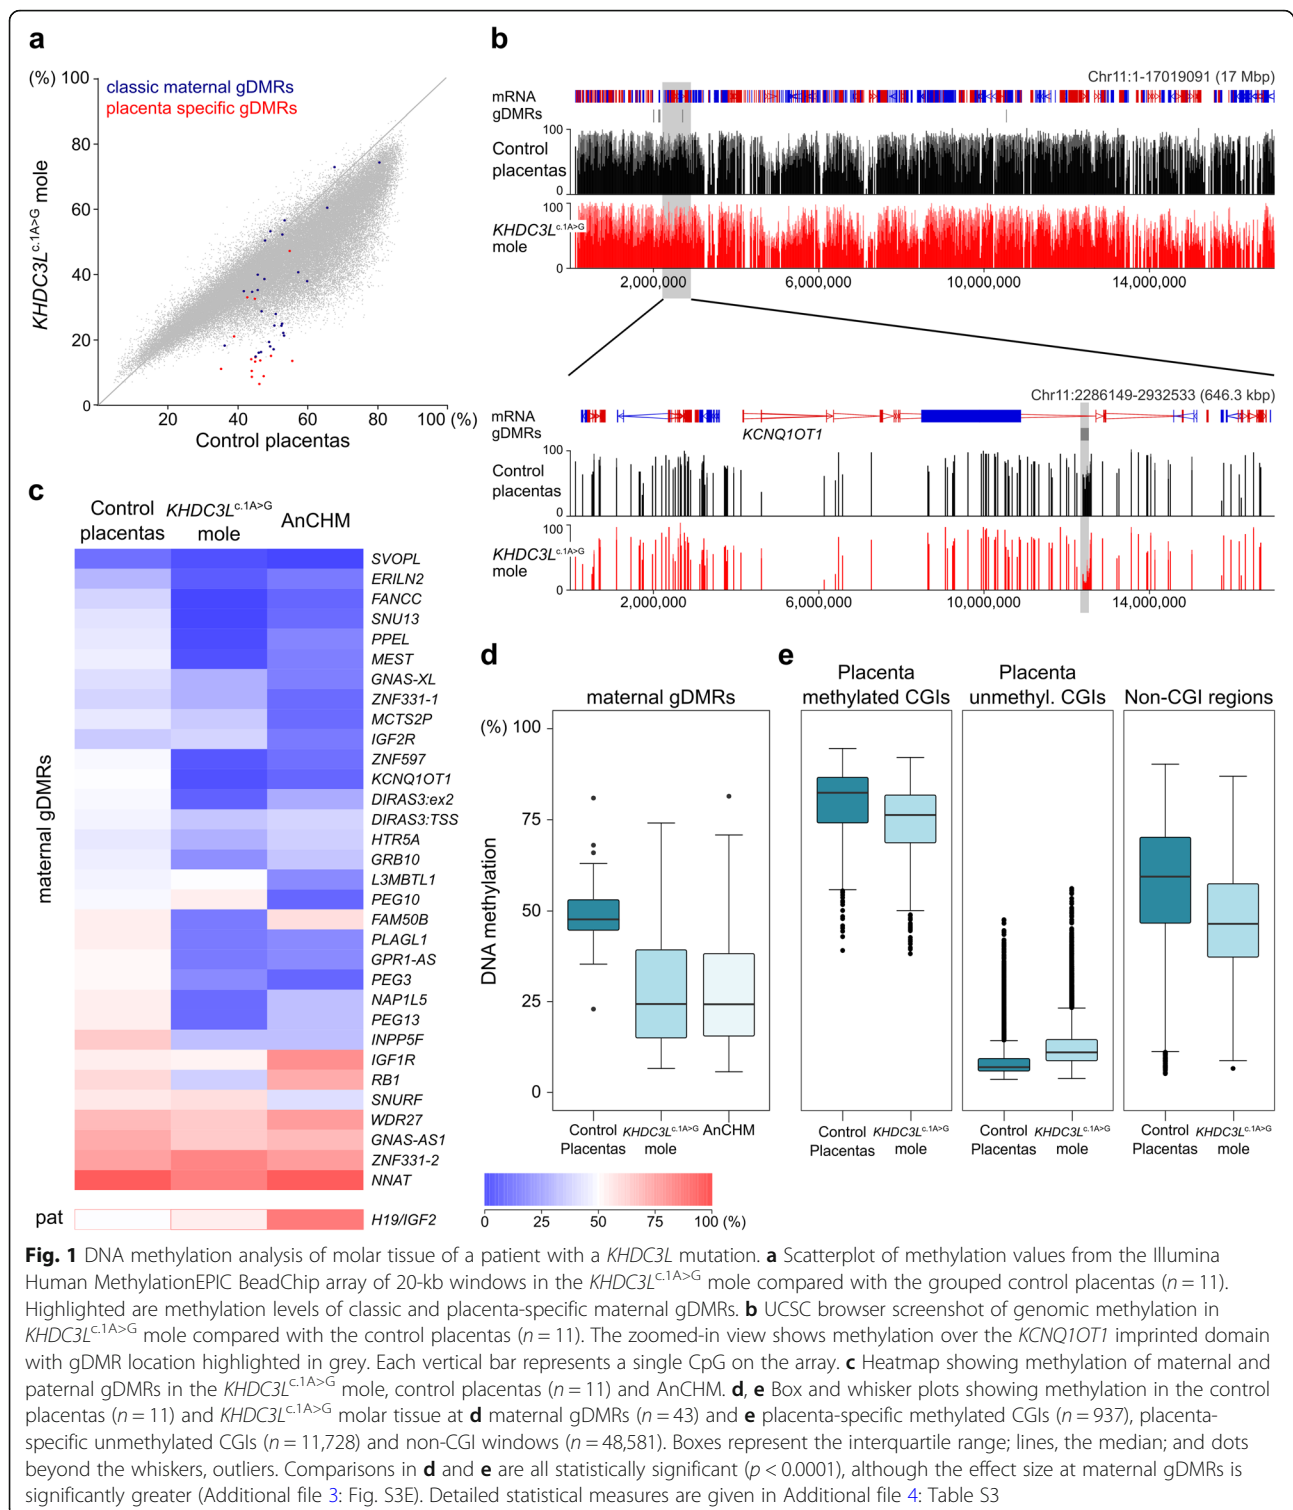 a
(%) 100
classic maternal gDMRs
placenta specific gDMRs
80
60
40
20
0
20 40 60 80 100 (%)
KHDC3L c.1A>G mole
Control placentas
b
Chr11:1-17019091 (17 Mbp)
mRNA
gDMRs
100
Control
placentas
0
100
KHDC3L c.1A>G
mole
0
2,000,000 6,000,000 10,000,000 14,000,000
Chr11:2286149-2932533 (646.3 kbp)
mRNA
gDMRs
KCNQ1OT1
100
Control
placentas
0
100
KHDC3L c.1A>G
mole
0
2,000,000 6,000,000 10,000,000 14,000,000
c
Control placentas
KHDC3L c.1A>G mole
AnCHM
maternal gDMRs
SVOPL
ERILN2
FANCC
SNU13
PPEL
MEST
GNAS-XL
ZNF331-1
MCTS2P
IGF2R
ZNF597
KCNQ1OT1
DIRAS3:ex2
DIRAS3:TSS
HTR5A
GRB10
L3MBTL1
PEG10
FAM50B
PLAGL1
GPR1-AS
PEG3
NAP1L5
PEG13
INPP5F
IGF1R
RB1
SNURF
WDR27
GNAS-AS1
ZNF331-2
NNAT
pat
H19/IGF2
d
maternal gDMRs
(%) 100
75
50
25
0
DNA methylation
Control Placentas
KHDC3L c.1A>G mole
AnCHM
0 25 50 75 100 (%)
e
Placenta
methylated CGIs
Placenta
unmethyl. CGIs
Non-CGI regions
Control Placentas
KHDC3L c.1A>G mole
Control Placentas
KHDC3L c.1A>G mole
Control Placentas
KHDC3L c.1A>G mole
Fig. 1 DNA methylation analysis of molar tissue of a patient with a KHDC3L mutation. a Scatterplot of methylation values from the Illumina
Human MethylationEPIC BeadChip array of 20-kb windows in the KHDC3L c.1A>G mole compared with the grouped control placentas (n = 11).
Highlighted are methylation levels of classic and placenta-specific maternal gDMRs. b UCSC browser screenshot of genomic methylation in
KHDC3L c.1A>G mole compared with the control placentas (n = 11). The zoomed-in view shows methylation over the KCNQ1OT1 imprinted domain
with gDMR location highlighted in grey. Each vertical bar represents a single CpG on the array. c Heatmap showing methylation of maternal and
paternal gDMRs in the KHDC3L c.1A>G mole, control placentas (n = 11) and AnCHM. d, e Box and whisker plots showing methylation in the control
placentas (n = 11) and KHDC3L c.1A>G molar tissue at d maternal gDMRs (n = 43) and e placenta-specific methylated CGIs (n = 937), placenta-
specific unmethylated CGIs (n = 11,728) and non-CGI windows (n = 48,581). Boxes represent the interquartile range; lines, the median; and dots
beyond the whiskers, outliers. Comparisons in d and e are all statistically significant (p < 0.0001), although the effect size at maternal gDMRs is
significantly greater (Additional file 3: Fig. S3E). Detailed statistical measures are given in Additional file 4: Table S3